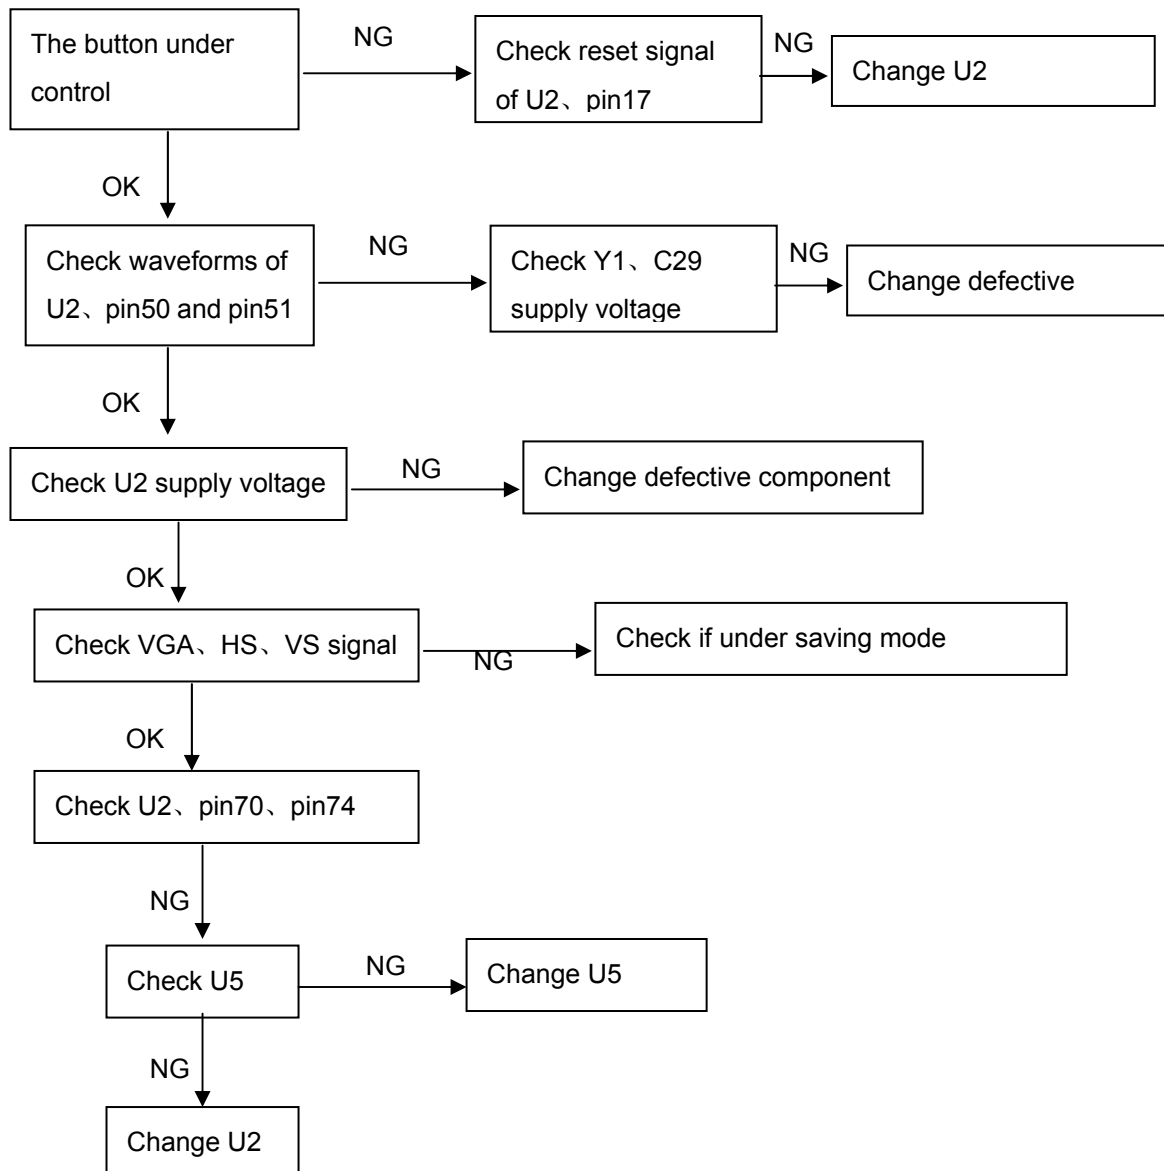 The button under
control
NG
Check reset signal
of U2、pin17
NG
Change U2
OK
Check waveforms of
U2、pin50 and pin51
NG
Check Y1、C29
supply voltage
NG
Change defective
OK
Check U2 supply voltage
NG
Change defective component
OK
Check VGA、HS、VS signal
NG
Check if under saving mode
OK
Check U2、pin70、pin74
NG
Check U5
NG
Change U5
NG
Change U2